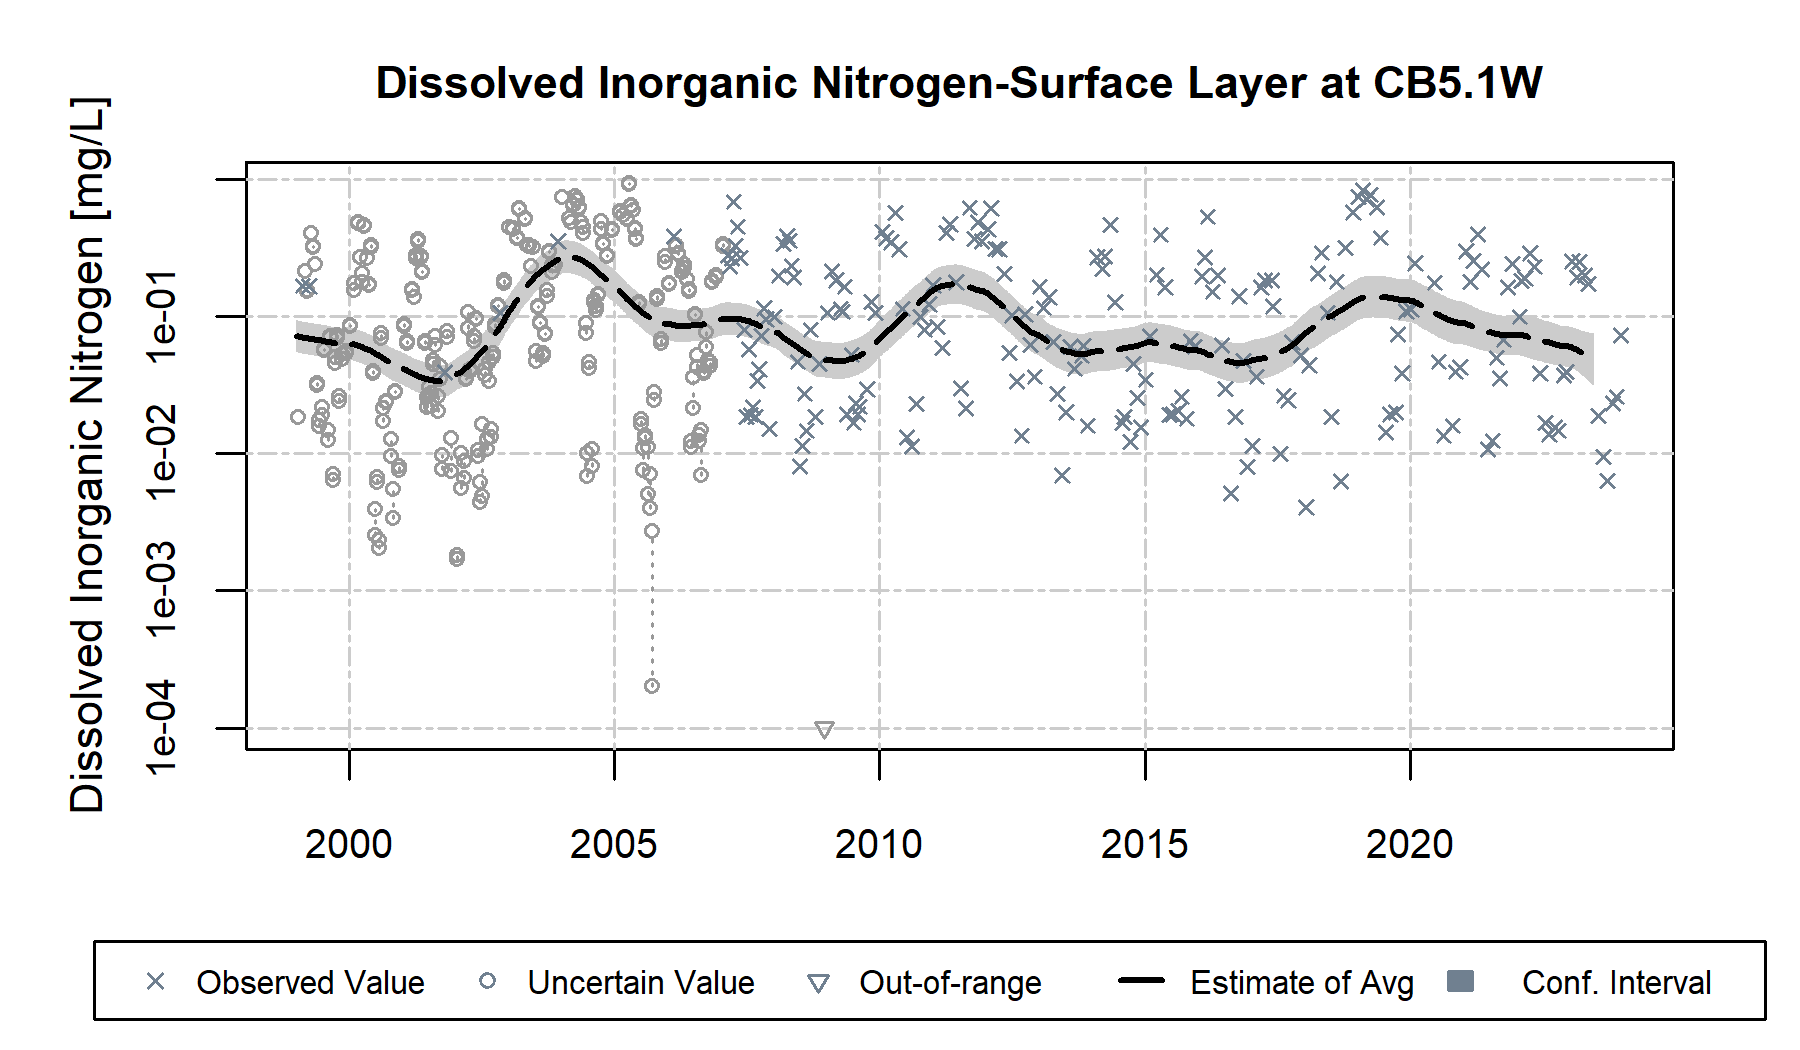 Dissolved Inorganic Nitrogen-Surface Layer at CB5.1W
Dissolved Inorganic Nitrogen [mg/L]
1e-01
1e-02
1e-03
1e-04
2000 2005 2010 2015 2020
Observed Value Uncertain Value Out-of-range Estimate of Avg Conf. Interval